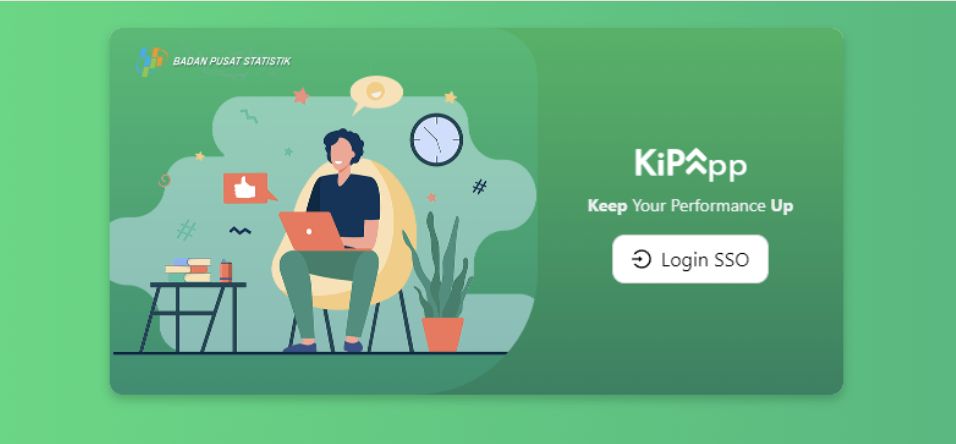 BADAN PUSAT STATISTIK
KiPApp
Keep Your Performance Up
Login SSO